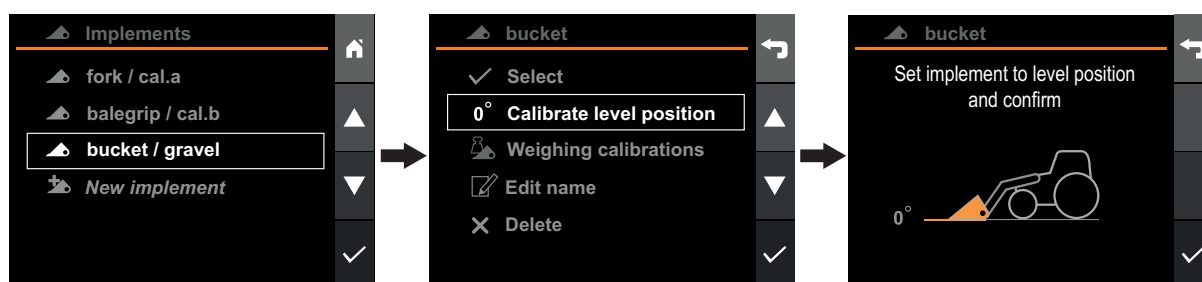 Implements
fork / cal.a
balegrip / cal.b
bucket / gravel
New implement
bucket
Select
0° Calibrate level position
Weighing calibrations
Edit name
Delete
bucket
Set implement to level position
and confirm
0°